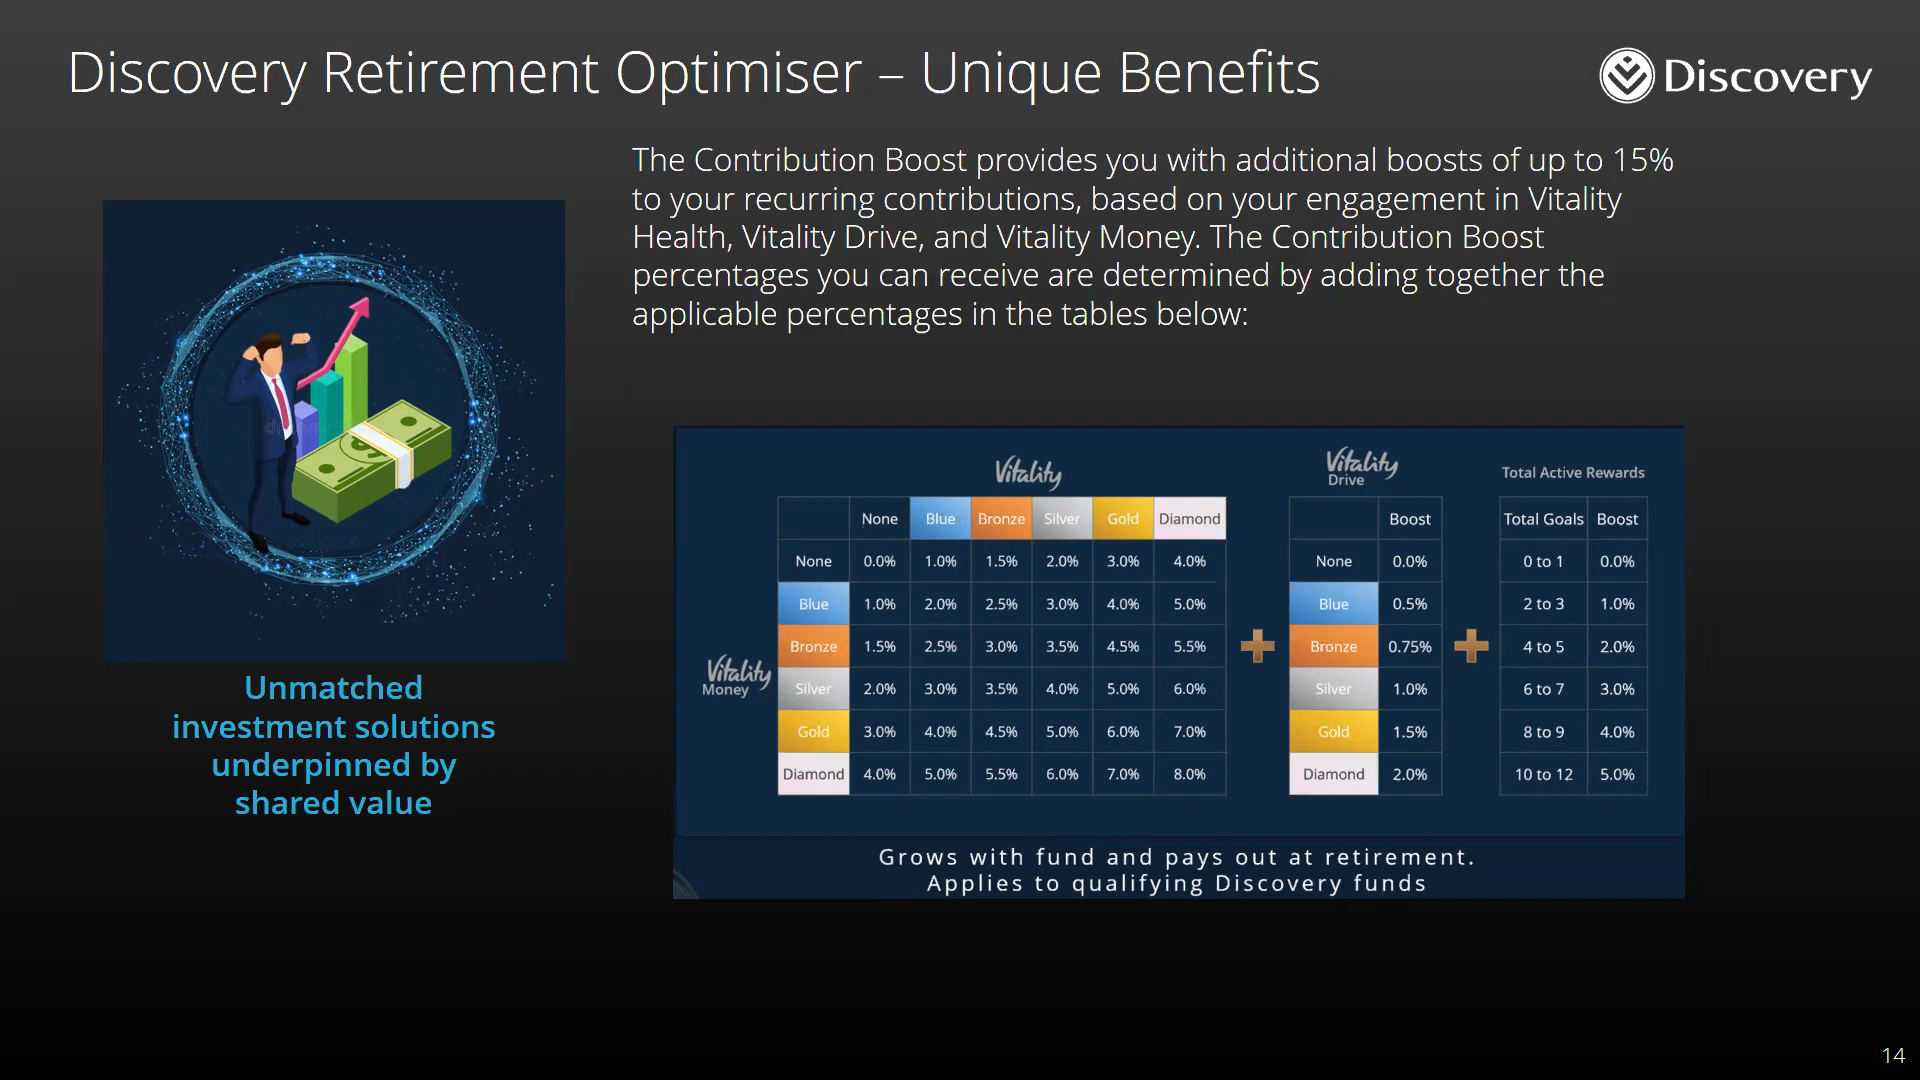 Discovery Retirement Optimiser – Unique Benefits
Discovery
The Contribution Boost provides you with additional boosts of up to 15%
to your recurring contributions, based on your engagement in Vitality
Health, Vitality Drive, and Vitality Money. The Contribution Boost
percentages you can receive are determined by adding together the
applicable percentages in the tables below:
Unmatched
investment solutions
underpinned by
shared value
Vitality
None Blue Bronze Silver Gold Diamond
None 0.0% 1.0% 1.5% 2.0% 3.0% 4.0%
Blue 1.0% 2.0% 2.5% 3.0% 4.0% 5.0%
Bronze 1.5% 2.5% 3.0% 3.5% 4.5% 5.5%
Vitality
Money
Silver 2.0% 3.0% 3.5% 4.0% 5.0% 6.0%
Gold 3.0% 4.0% 4.5% 5.0% 6.0% 7.0%
Diamond 4.0% 5.0% 5.5% 6.0% 7.0% 8.0%
+
Vitality
Drive
Boost
None 0.0%
Blue 0.5%
Bronze 0.75%
Silver 1.0%
Gold 1.5%
Diamond 2.0%
+
Total Active Rewards
Total Goals Boost
0 to 1 0.0%
2 to 3 1.0%
4 to 5 2.0%
6 to 7 3.0%
8 to 9 4.0%
10 to 12 5.0%
Grows with fund and pays out at retirement.
Applies to qualifying Discovery funds
14